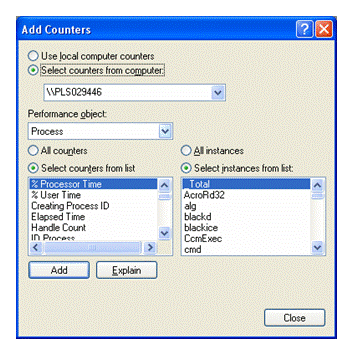 Add Counters
Use local computer counters
Select counters from computer:
\\PLS029446
Performance object:
Process
All counters
All instances
Select counters from list
Select instances from list:
% Processor Time
% User Time
Creating Process ID
Elapsed Time
Handle Count
ID Process
_Total
AcroRd32
alg
blackd
blackice
CcmExec
cmd
Add
Explain
Close